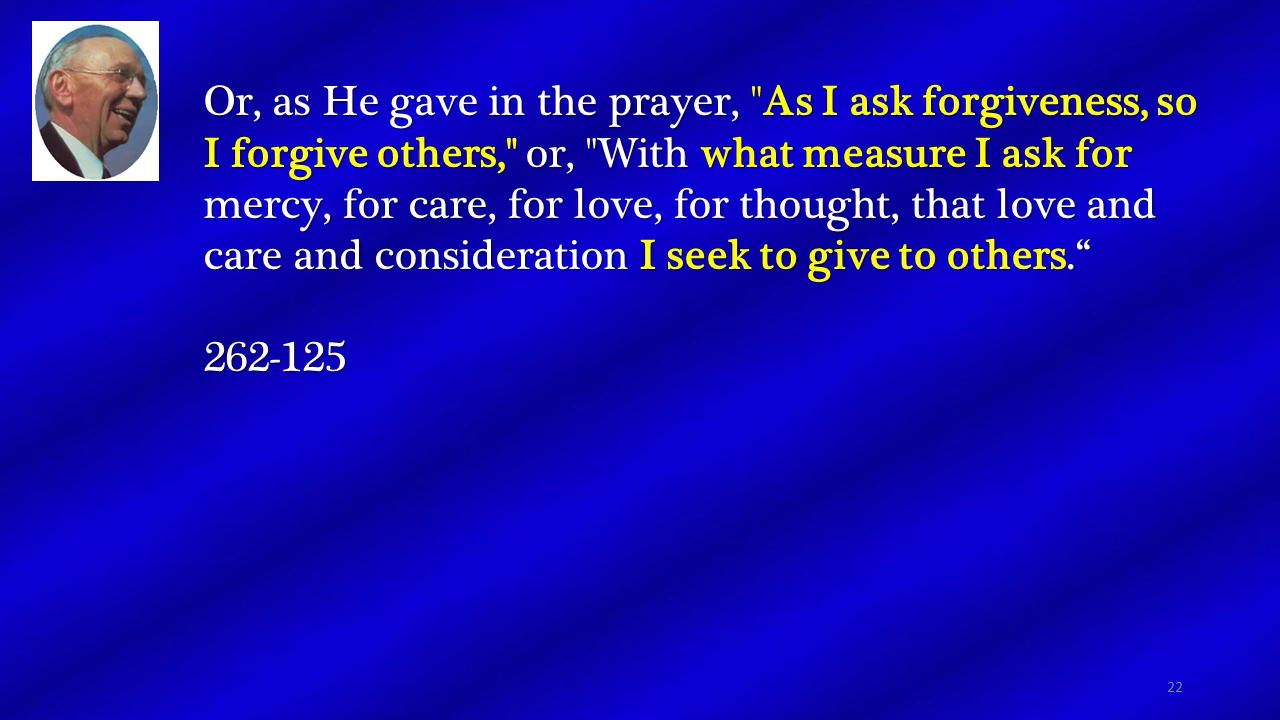 Or, as He gave in the prayer, "As I ask forgiveness, so
I forgive others," or, "With what measure I ask for
mercy, for care, for love, for thought, that love and
care and consideration I seek to give to others.“
262-125
22